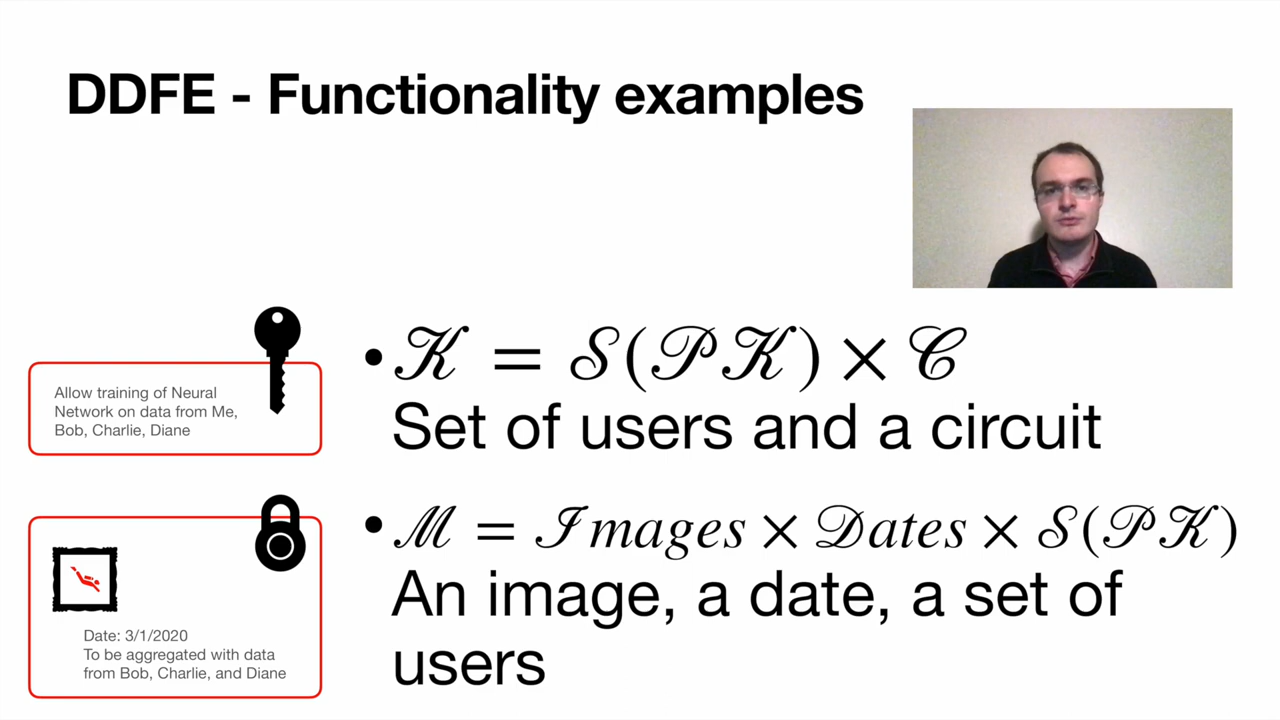 DDFE - Functionality examples
Allow training of Neural
Network on data from Me,
Bob, Charlie, Diane
• 𝒦 = 𝒮(𝒫𝒦) × 𝒞
Set of users and a circuit
Date: 3/1/2020
To be aggregated with data
from Bob, Charlie, and Diane
• ℳ = ℐmages × 𝒟ates × 𝒮(𝒫𝒦)
An image, a date, a set of
users